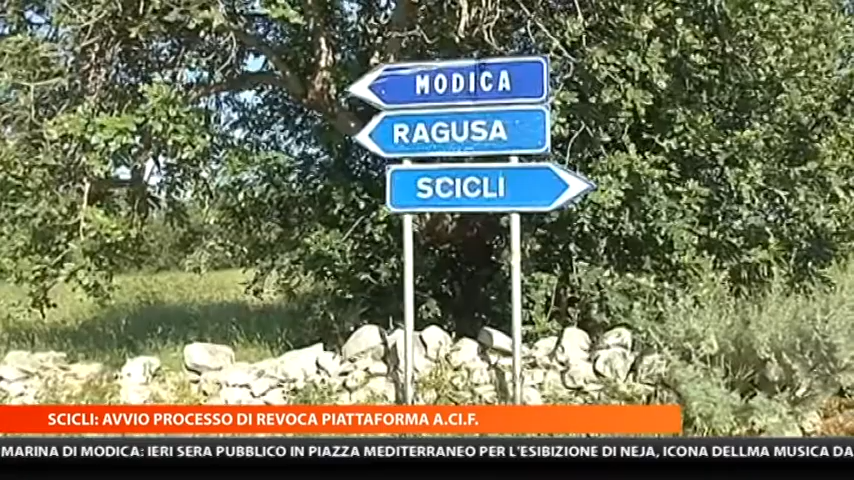 MODICA
RAGUSA
SCICLI
SCICLI: AVVIO PROCESSO DI REVOCA PIATTAFORMA A.CI.F.
MARINA DI MODICA: IERI SERA PUBBLICO IN PIAZZA MEDITERRANEO PER L'ESIBIZIONE DI NEJA, ICONA DELLMA MUSICA DA